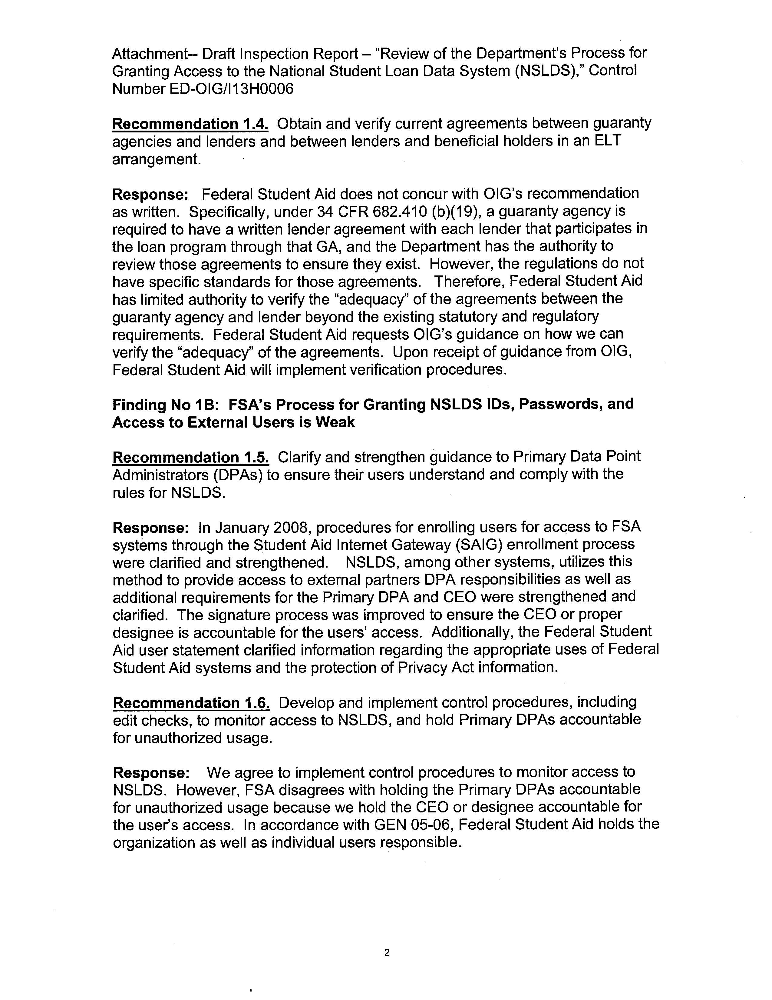 Attachment-- Draft Inspection Report – “Review of the Department’s Process for
Granting Access to the National Student Loan Data System (NSLDS),” Control
Number ED-OIG/I13H0006
Recommendation 1.4. Obtain and verify current agreements between guaranty
agencies and lenders and between lenders and beneficial holders in an ELT
arrangement.
Response: Federal Student Aid does not concur with OIG’s recommendation
as written. Specifically, under 34 CFR 682.410 (b)(19), a guaranty agency is
required to have a written lender agreement with each lender that participates in
the loan program through that GA, and the Department has the authority to
review those agreements to ensure they exist. However, the regulations do not
have specific standards for those agreements. Therefore, Federal Student Aid
has limited authority to verify the “adequacy” of the agreements between the
guaranty agency and lender beyond the existing statutory and regulatory
requirements. Federal Student Aid requests OIG’s guidance on how we can
verify the “adequacy” of the agreements. Upon receipt of guidance from OIG,
Federal Student Aid will implement verification procedures.
Finding No 1B: FSA’s Process for Granting NSLDS IDs, Passwords, and
Access to External Users is Weak
Recommendation 1.5. Clarify and strengthen guidance to Primary Data Point
Administrators (DPAs) to ensure their users understand and comply with the
rules for NSLDS.
Response: In January 2008, procedures for enrolling users for access to FSA
systems through the Student Aid Internet Gateway (SAIG) enrollment process
were clarified and strengthened. NSLDS, among other systems, utilizes this
method to provide access to external partners DPA responsibilities as well as
additional requirements for the Primary DPA and CEO were strengthened and
clarified. The signature process was improved to ensure the CEO or proper
designee is accountable for the users’ access. Additionally, the Federal Student
Aid user statement clarified information regarding the appropriate uses of Federal
Student Aid systems and the protection of Privacy Act information.
Recommendation 1.6. Develop and implement control procedures, including
edit checks, to monitor access to NSLDS, and hold Primary DPAs accountable
for unauthorized usage.
Response: We agree to implement control procedures to monitor access to
NSLDS. However, FSA disagrees with holding the Primary DPAs accountable
for unauthorized usage because we hold the CEO or designee accountable for
the user’s access. In accordance with GEN 05-06, Federal Student Aid holds the
organization as well as individual users responsible.
2